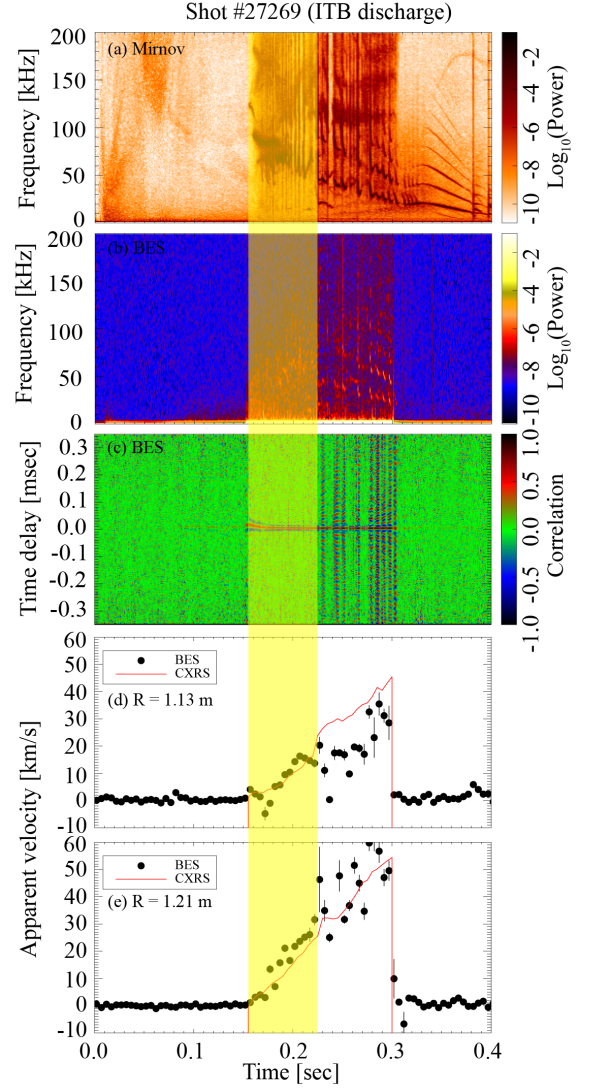 Shot #27269 (ITB discharge)
(a) Mirnov
Frequency [kHz]
200
150
100
50
0
Log10(Power)
-2
-4
-6
-8
-10
(b) BES
Frequency [kHz]
200
150
100
50
0
Log10(Power)
-2
-4
-6
-8
-10
(c) BES
Time delay [msec]
0.3
0.2
0.1
0.0
-0.1
-0.2
-0.3
Correlation
1.0
0.5
0.0
-0.5
-1.0
Apparent velocity [km/s]
60
50
40
30
20
10
0
-10
BES
CXRS
(d) R = 1.13 m
60
50
40
30
20
10
0
-10
BES
CXRS
(e) R = 1.21 m
0.0
0.1
0.2
0.3
0.4
Time [sec]